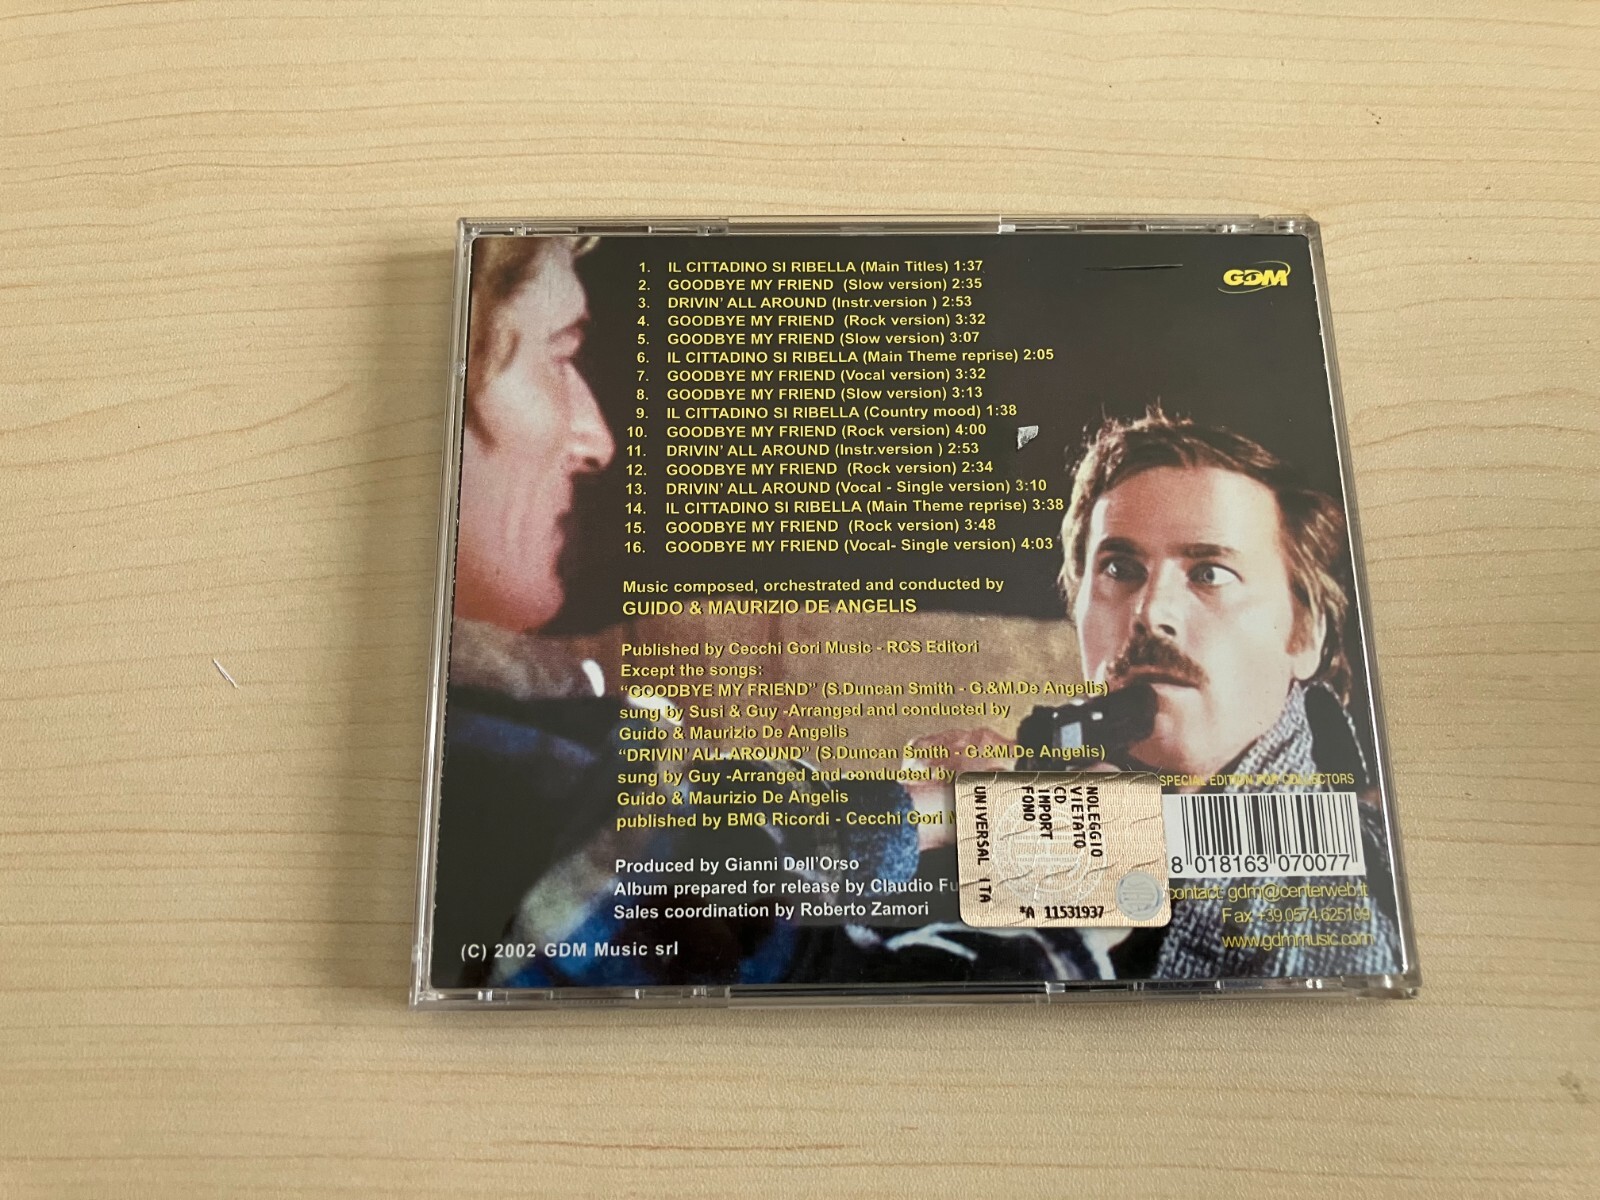 1. IL CITTADINO SI RIBELLA (Main Titles) 1:37
2. GOODBYE MY FRIEND (Slow version) 2:35
3. DRIVIN' ALL AROUND (Instr.version ) 2:53
4. GOODBYE MY FRIEND (Rock version) 3:32
5. GOODBYE MY FRIEND (Slow version) 3:07
6. IL CITTADINO SI RIBELLA (Main Theme reprise) 2:05
7. GOODBYE MY FRIEND (Vocal version) 3:32
8. GOODBYE MY FRIEND (Slow version) 3:13
9. IL CITTADINO SI RIBELLA (Country mood) 1:38
10. GOODBYE MY FRIEND (Rock version) 4:00
11. DRIVIN' ALL AROUND (Instr.version ) 2:53
12. GOODBYE MY FRIEND (Rock version) 2:34
13. DRIVIN' ALL AROUND (Vocal - Single version) 3:10
14. IL CITTADINO SI RIBELLA (Main Theme reprise) 3:38
15. GOODBYE MY FRIEND (Rock version) 3:48
16. GOODBYE MY FRIEND (Vocal- Single version) 4:03
GDM
Music composed, orchestrated and conducted by
GUIDO & MAURIZIO DE ANGELIS
Published by Cecchi Gori Music - RCS Editori
Except the songs:
"GOODBYE MY FRIEND" (S.Duncan Smith - G.&M.De Angelis)
sung by Susi & Guy -Arranged and conducted by
Guido & Maurizio De Angelis
"DRIVIN' ALL AROUND" (S.Duncan Smith - G.&M.De Angelis)
sung by Guy -Arranged and conducted by
Guido & Maurizio De Angelis
published by BMG Ricordi - Cecchi Gori
Produced by Gianni Dell'Orso
Album prepared for release by Claudio Fu
Sales coordination by Roberto Zamori
(C) 2002 GDM Music srl
NOLEGGIO
VIETATO
CD
IMPORT
FONO
UNIVERSAL ITA
*A 11531937
SPECIAL EDITION FOR COLLECTORS
8 018163 070077
contact: gdm@centerweb.it
Fax +39.0574.625109
www.gdmmusic.com